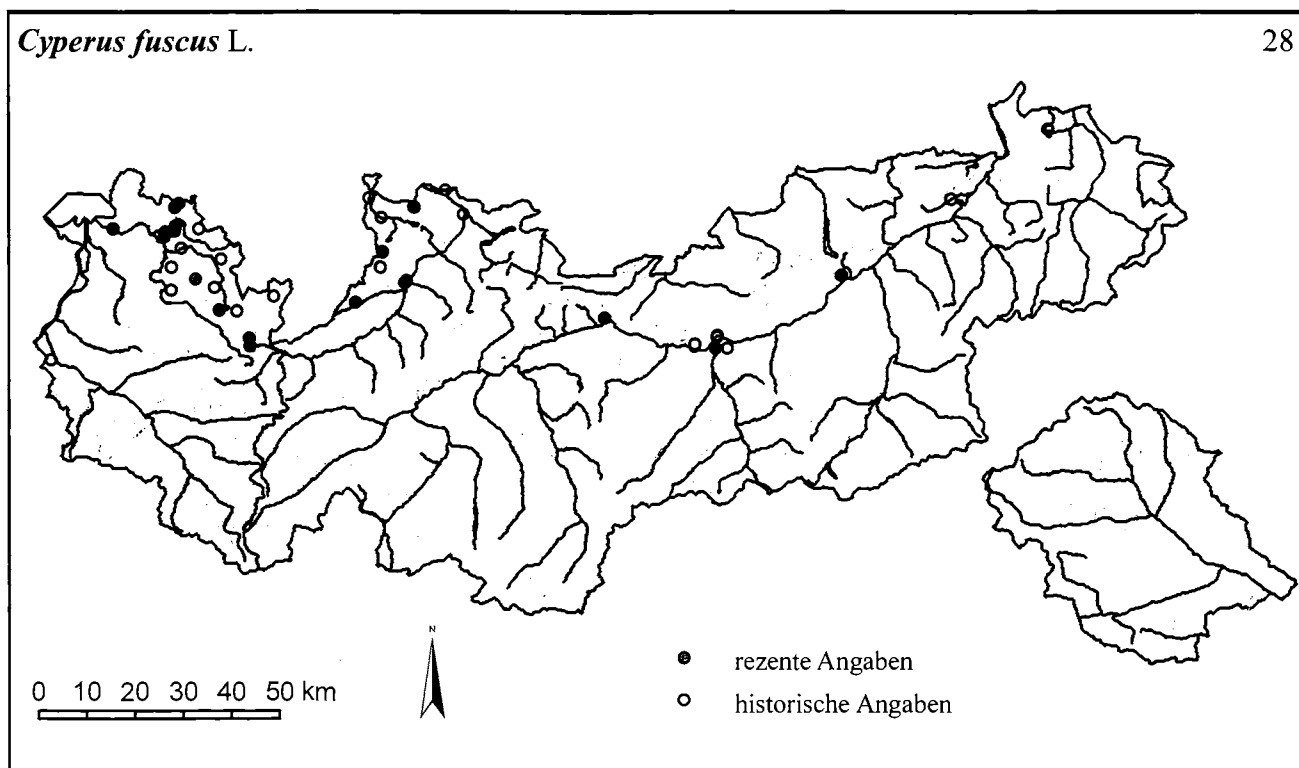 Cyperus fuscus L.
28
N
rezente Angaben
historische Angaben
0 10 20 30 40 50 km